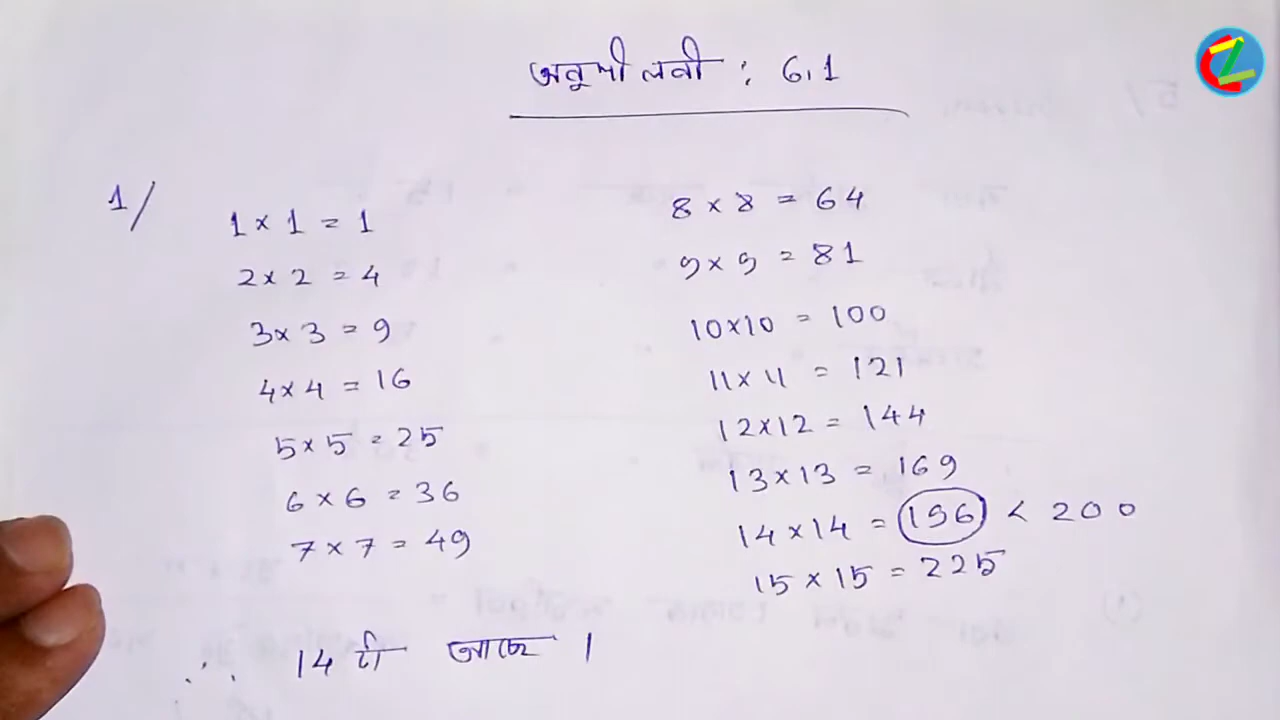 অনুশীলনী : 6.1
1/
1 × 1 = 1
2 × 2 = 4
3 × 3 = 9
4 × 4 = 16
5 × 5 = 25
6 × 6 = 36
7 × 7 = 49
8 × 8 = 64
9 × 9 = 81
10×10 = 100
11 × 11 = 121
12×12 = 144
13×13 = 169
14×14 = 196 < 200
15 × 15 = 225
∴ 14 টা আছে ।